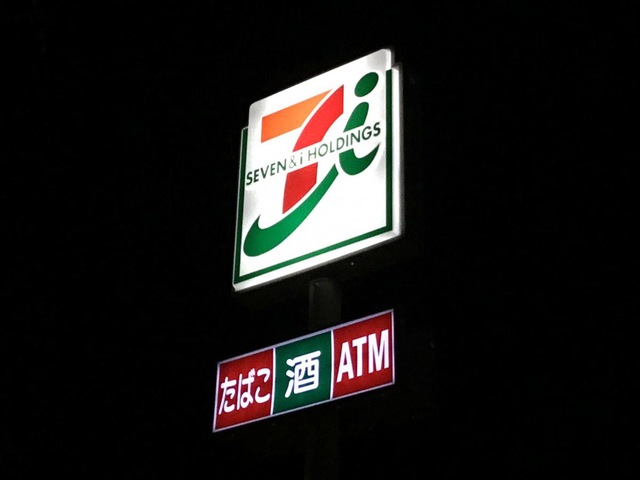 SEVEN & i HOLDINGS
たばこ 酒 ATM